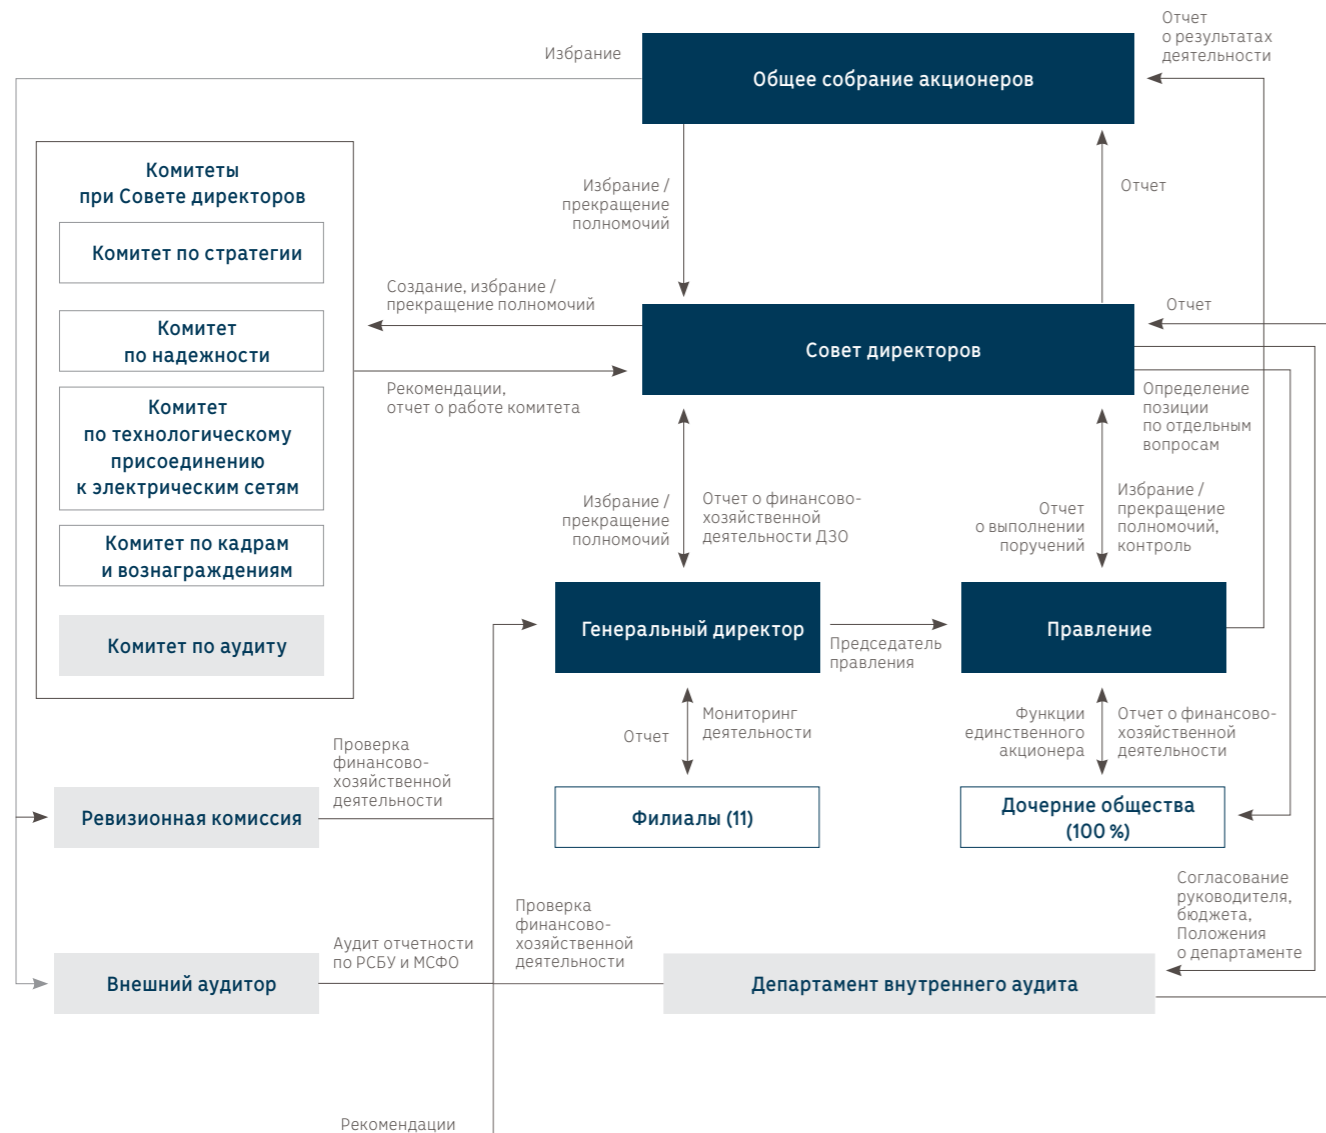 Отчет
о результатах
деятельности
Избрание
Общее собрание акционеров
Комитеты
при Совете директоров
Избрание /
прекращение
полномочий
Отчет
Комитет по стратегии
Создание, избрание /
прекращение полномочий
Отчет
Комитет
по надежности
Совет директоров
Рекомендации,
отчет о работе комитета
Определение
позиции
по отдельным
вопросам
Комитет
по технологическому
присоединению
к электрическим сетям
Избрание /
прекращение
полномочий
Отчет о финансово-
хозяйственной
деятельности ДЗО
Отчет
о выполнении
поручений
Избрание /
прекращение
полномочий,
контроль
Комитет по кадрам
и вознаграждениям
Комитет по аудиту
Генеральный директор
Председатель
правления
Правление
Отчет
Мониторинг
деятельности
Функции
единственного
акционера
Отчет о финансово-
хозяйственной
деятельности
Проверка
финансово-
хозяйственной
деятельности
Ревизионная комиссия
Филиалы (11)
Дочерние общества
(100 %)
Согласование
руководителя,
бюджета,
Положения
о департаменте
Проверка
финансово-
хозяйственной
деятельности
Аудит отчетности
по РСБУ и МСФО
Внешний аудитор
Департамент внутреннего аудита
Рекомендации